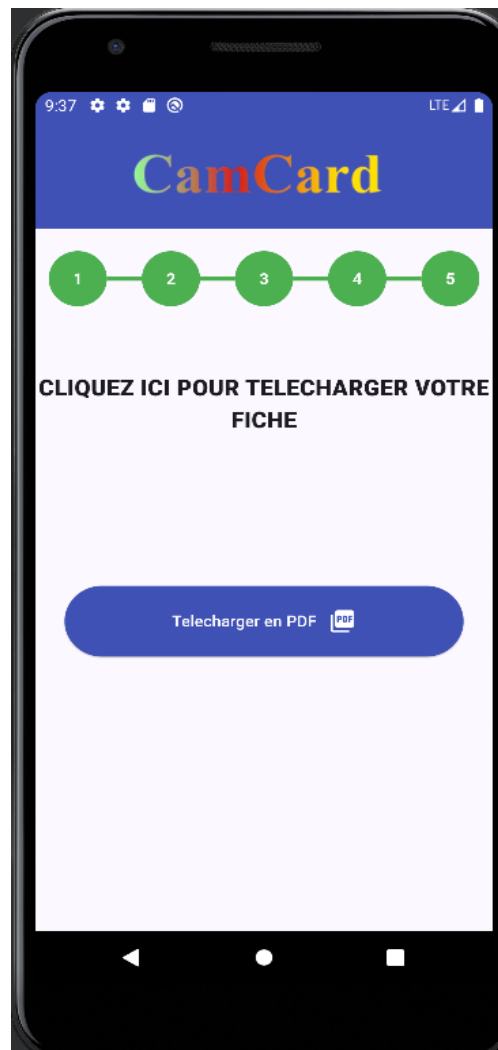 9:37 LTE
CamCard
1 2 3 4 5
CLIQUEZ ICI POUR TELECHARGER VOTRE
FICHE
Telecharger en PDF PDF